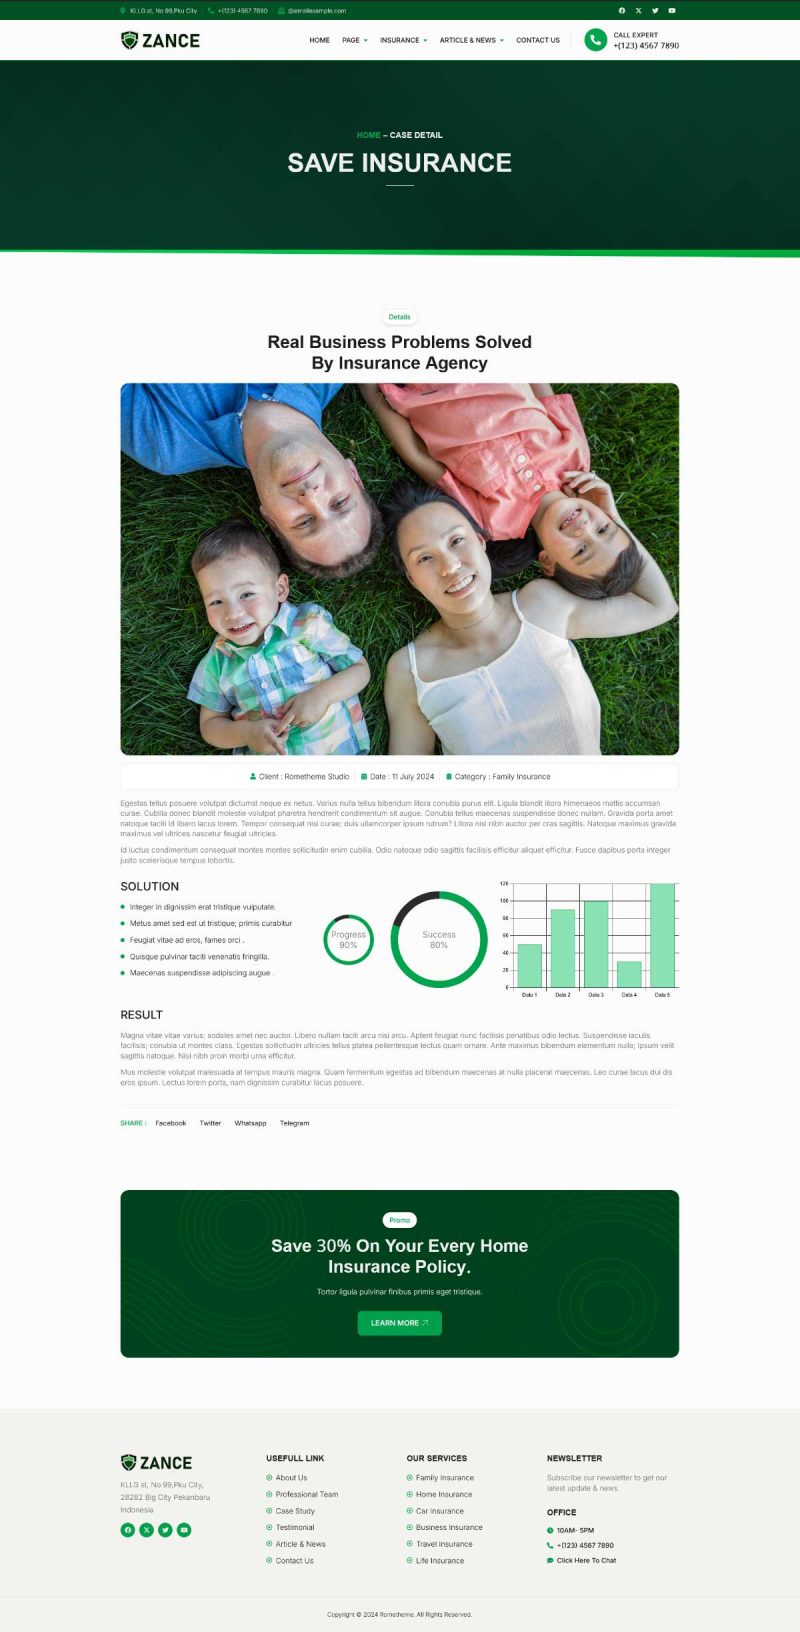 KLLG st, No 99,Pku City
+(123) 4567 7890
@emailexample.com
ZANCE
HOME
PAGE
INSURANCE
ARTICLE & NEWS
CONTACT US
CALL EXPERT
+(123) 4567 7890
HOME – CASE DETAIL
SAVE INSURANCE
Details
Real Business Problems Solved
By Insurance Agency
Client : Rometheme Studio
Date : 11 July 2024
Category : Family Insurance
Egestas tellus posuere volutpat dictumst neque ex netus. Varius nulla tellus bibendum litora conubia purus elit. Ligula blandit litora himenaeos mattis accumsan
curae. Cubilia donec blandit molestie volutpat pharetra hendrerit condimentum sit augue. Conubia tellus maecenas suspendisse donec nullam. Gravida porta amet
natoque taciti id libero lacus lorem. Tempor consequat nisi curae; duis ullamcorper ipsum rutrum? Litora nisl nibh auctor per cras sagittis. Natoque maximus gravida
maximus vel ultrices nascetur feugiat ultricies.
Id luctus condimentum consequat montes montes sollicitudin enim cubilia. Odio natoque odio sagittis facilisis efficitur aliquet efficitur. Fusce dapibus porta integer
justo scelerisque tempus lobortis.
SOLUTION
Integer in dignissim erat tristique vulputate.
Metus amet sed est ut tristique; primis curabitur
Feugiat vitae ad eros, fames orci .
Quisque pulvinar taciti venenatis fringilla.
Maecenas suspendisse adipiscing augue .
Progress
90%
Success
80%
120
100
80
60
40
20
0
Data 1
Data 2
Data 3
Data 4
Data 5
RESULT
Magna vitae vitae varius; sodales amet nec auctor. Libero nullam taciti arcu nisi arcu. Aptent feugiat nunc facilisis penatibus odio lectus. Suspendisse iaculis
facilisis; conubia ut montes class. Egestas sollicitudin ultricies tellus platea pellentesque lectus quam ornare. Ante maximus bibendum elementum nulla; ipsum velit
sagittis natoque. Nisi nibh proin morbi urna efficitur.
Mus molestie volutpat malesuada at tempus mauris magna. Quam fermentum egestas ad bibendum maecenas at nulla placerat maecenas. Leo curae lacus dui dis
eros ipsum. Lectus lorem porta, nam dignissim curabitur lacus posuere.
SHARE :
Facebook
Twitter
Whatsapp
Telegram
Promo
Save 30% On Your Every Home
Insurance Policy.
Tortor ligula pulvinar finibus primis eget tristique.
LEARN MORE
ZANCE
KLLG st, No 99,Pku City,
28282 Big City Pekanbaru
Indonesia
USEFULL LINK
About Us
Professional Team
Case Study
Testimonial
Article & News
Contact Us
OUR SERVICES
Family Insurance
Home Insurance
Car Insurance
Business Insurance
Travel Insurance
Life Insurance
NEWSLETTER
Subscribe our newsletter to get our
latest update & news.
OFFICE
10AM- 5PM
+(123) 4567 7890
Click Here To Chat
Copyright © 2024 Rometheme. All Rights Reserved.